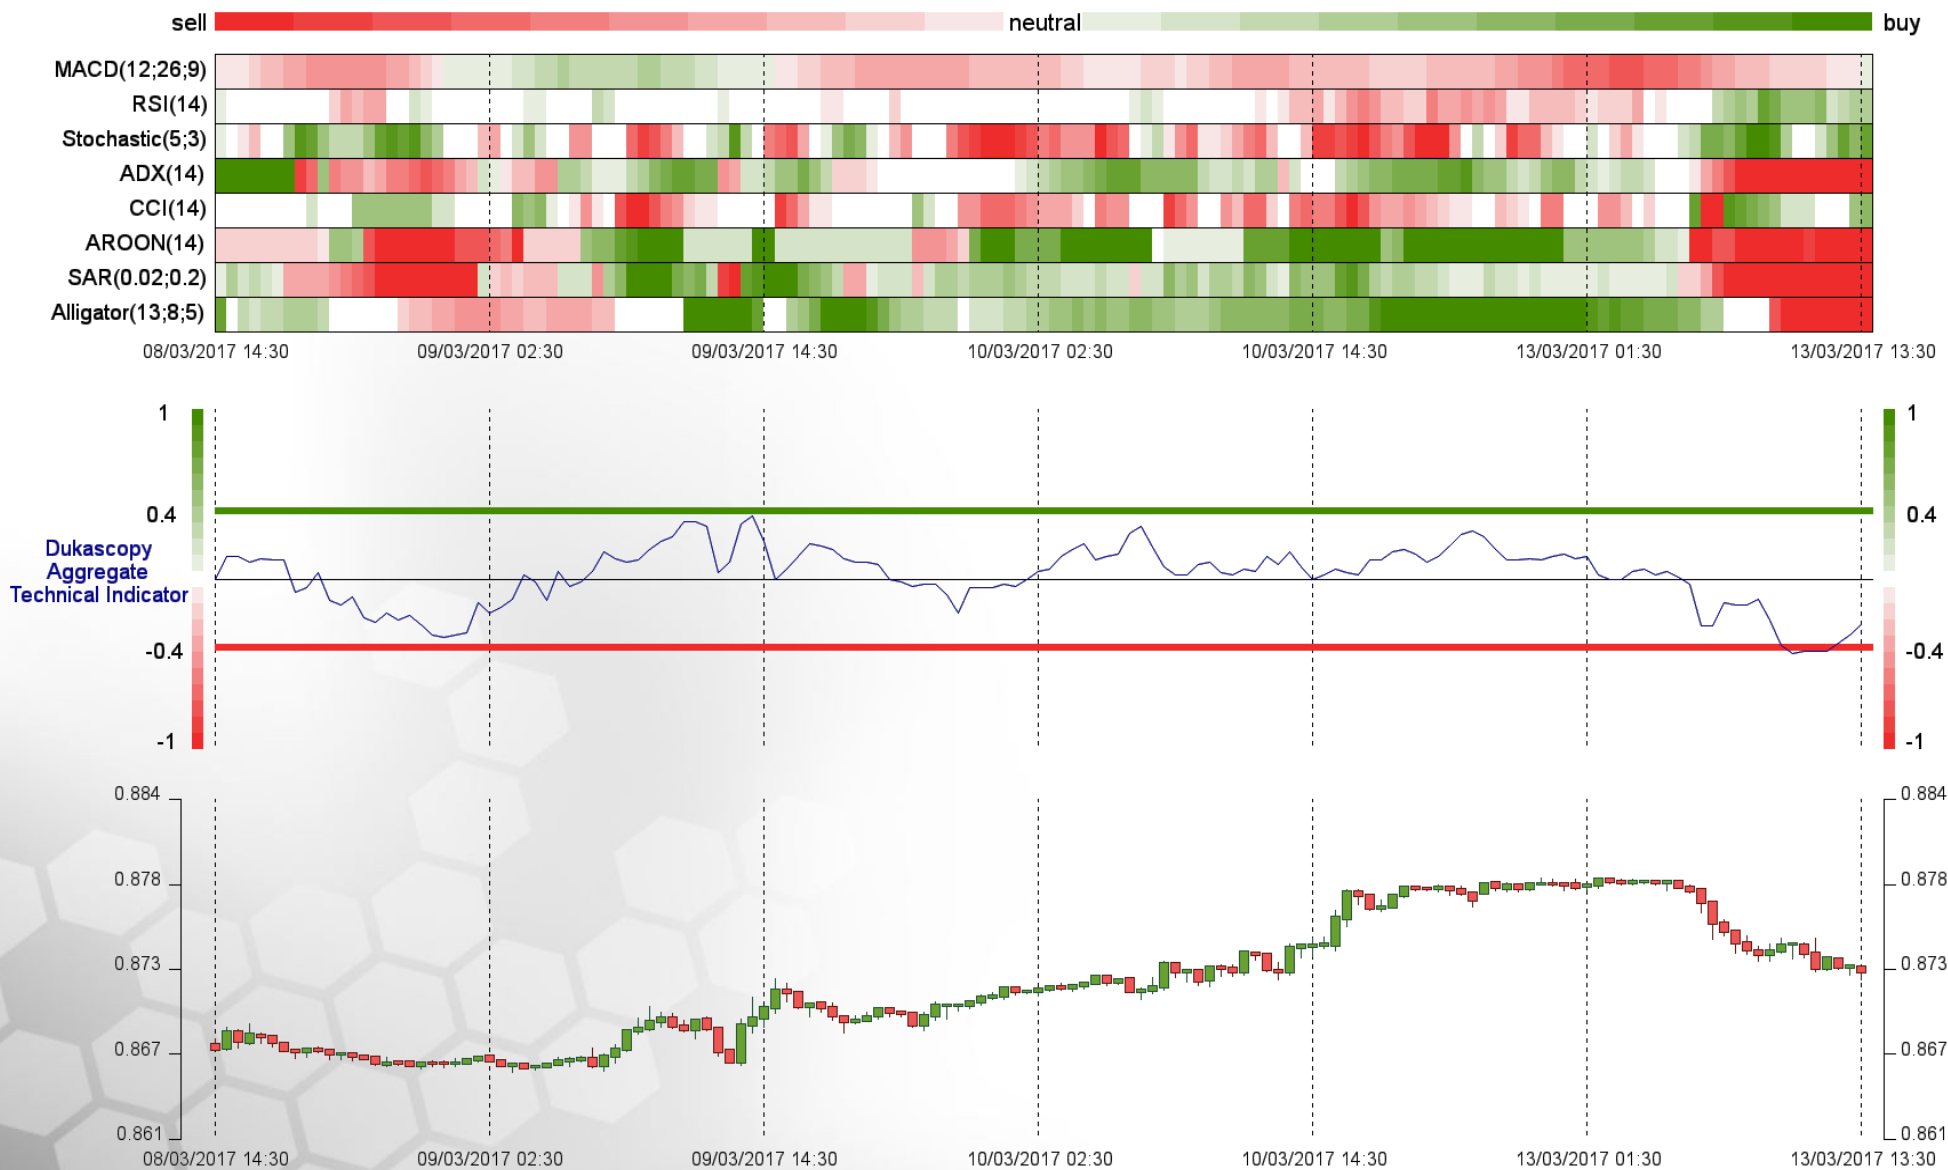 sell neutral buy
MACD(12;26;9)
RSI(14)
Stochastic(5;3)
ADX(14)
CCI(14)
AROON(14)
SAR(0.02;0.2)
Alligator(13;8;5)
08/03/2017 14:30 09/03/2017 02:30 09/03/2017 14:30 10/03/2017 02:30 10/03/2017 14:30 13/03/2017 01:30 13/03/2017 13:30
1 1
0.4 0.4
Dukascopy
Aggregate
Technical Indicator
-0.4 -0.4
-1 -1
0.884 0.884
0.878 0.878
0.873 0.873
0.867 0.867
0.861 0.861
08/03/2017 14:30 09/03/2017 02:30 09/03/2017 14:30 10/03/2017 02:30 10/03/2017 14:30 13/03/2017 01:30 13/03/2017 13:30